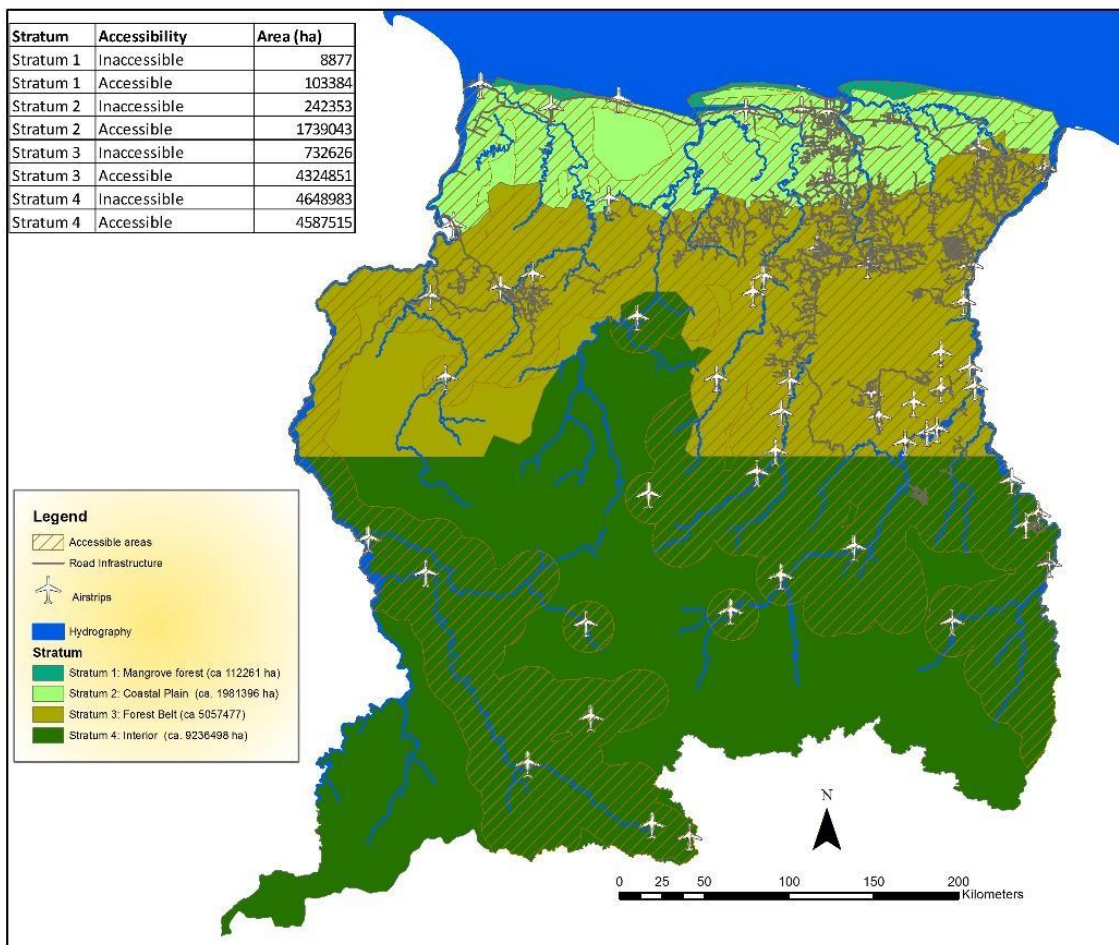 Stratum Accessibility Area (ha)
Stratum 1 Inaccessible 8877
Stratum 1 Accessible 103384
Stratum 2 Inaccessible 242353
Stratum 2 Accessible 1739043
Stratum 3 Inaccessible 732626
Stratum 3 Accessible 4324851
Stratum 4 Inaccessible 4648983
Stratum 4 Accessible 4587515
Legend
Accessible areas
Road Infrastructure
Airstrips
Hydrography
Stratum
Stratum 1: Mangrove forest (ca 112261 ha)
Stratum 2: Coastal Plain (ca. 1981396 ha)
Stratum 3: Forest Belt (ca 5057477)
Stratum 4: Interior (ca. 9236498 ha)
N
0 25 50 100 150 200
Kilometers